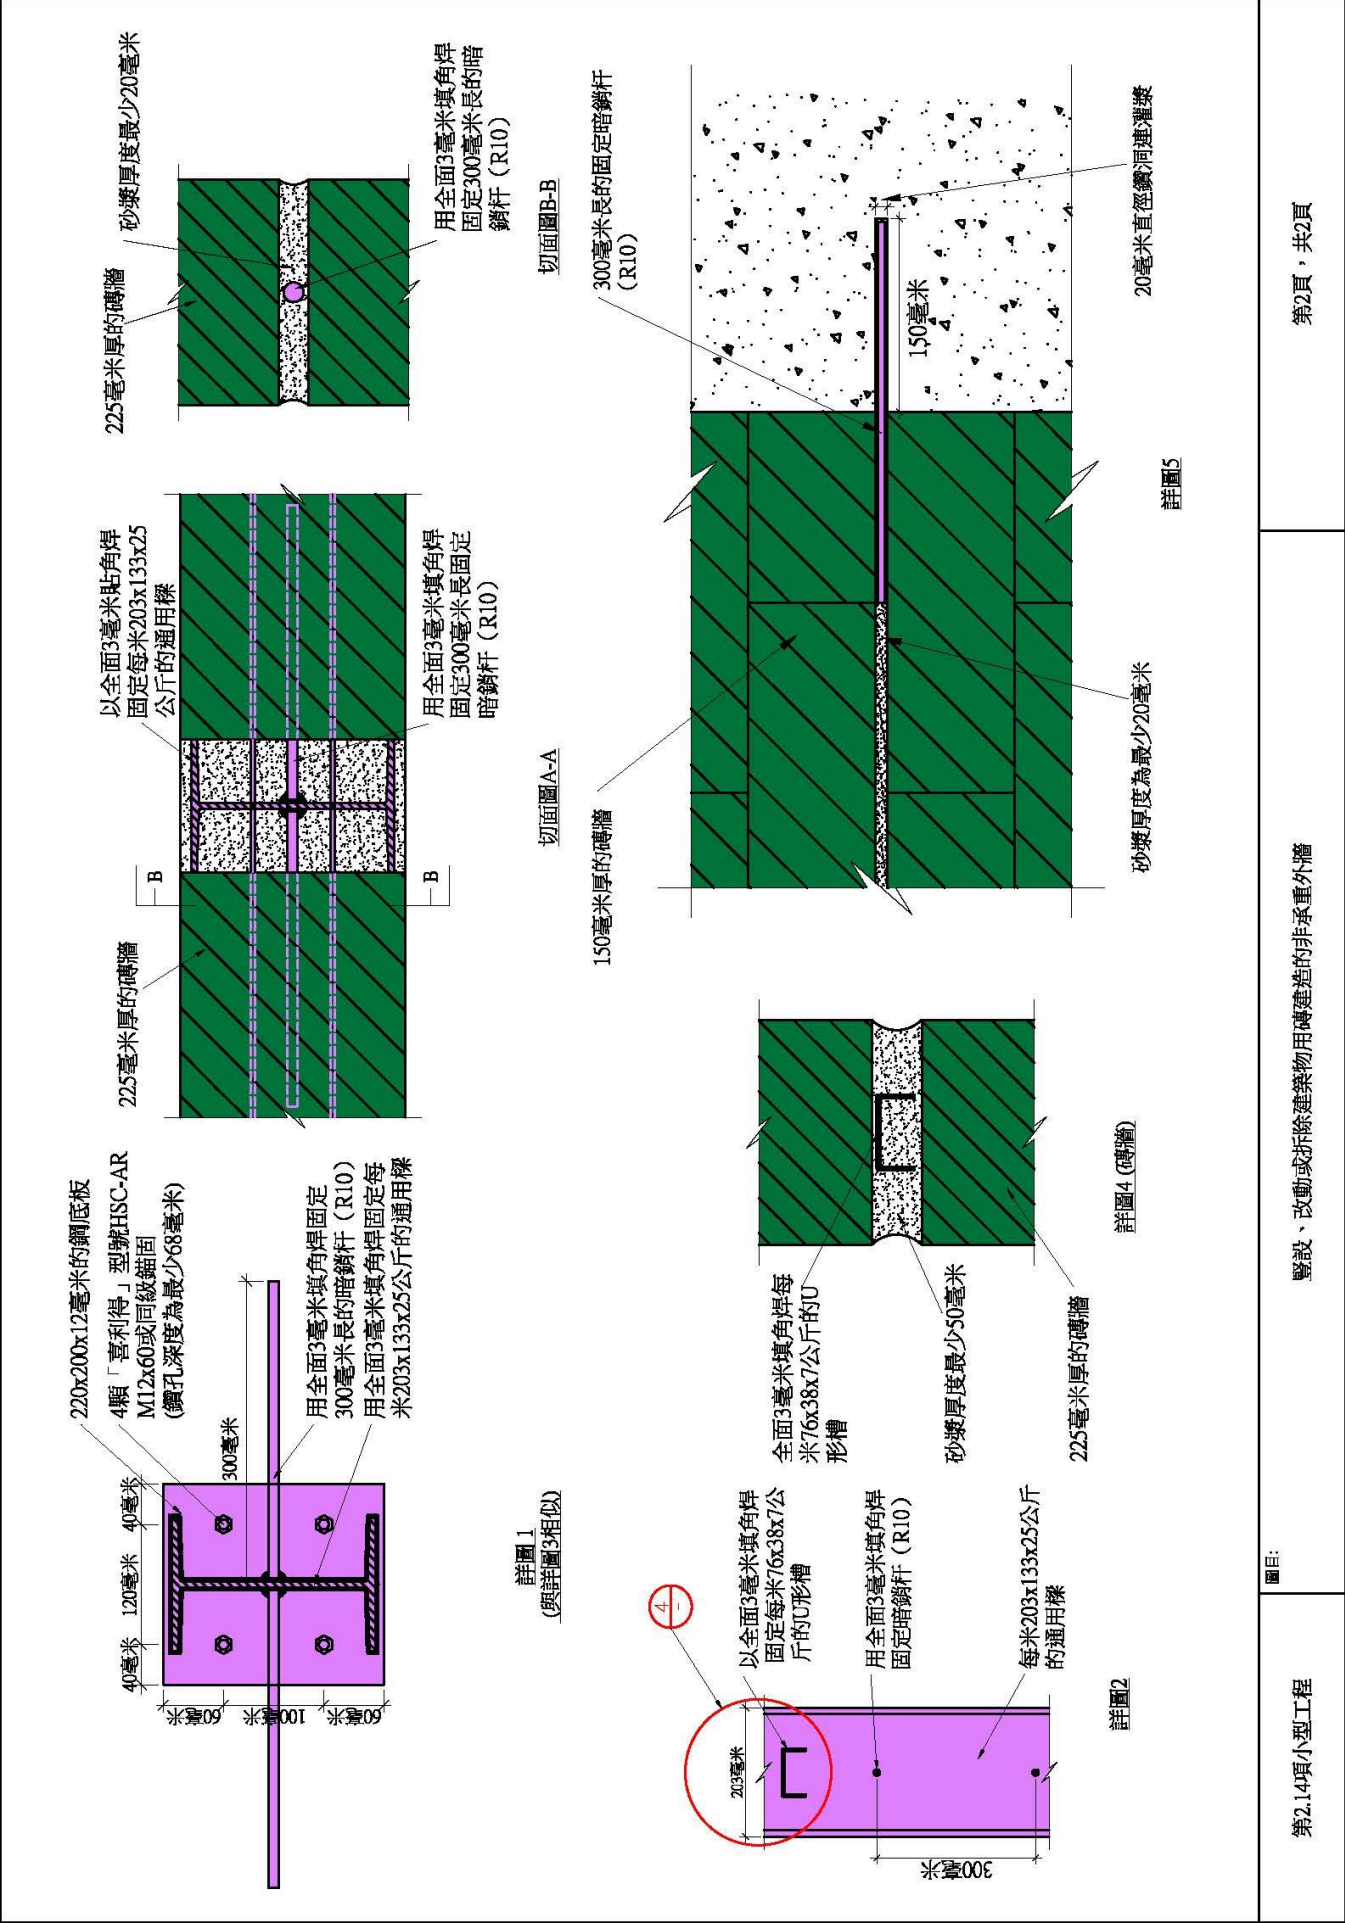 220x200x12毫米的鋼底板
4顆「喜利得」型號HSC-AR
M12x60或同級錨固
(鑽孔深度為最少68毫米)
40毫米
120毫米
40毫米
60毫米
100毫米
60毫米
300毫米
用全面3毫米填角焊固定
300毫米長的暗銷杆（R10）
用全面3毫米填角焊固定每
米203x133x25公斤的通用樑
詳圖1
(與詳圖3相似)
225毫米厚的磚牆
以全面3毫米貼角焊
固定每米203x133x25
公斤的通用樑
B
B
用全面3毫米填角焊
固定300毫米長固定
暗銷杆（R10）
切面圖A-A
225毫米厚的磚牆
砂漿厚度最少20毫米
用全面3毫米填角焊
固定300毫米長的暗
銷杆（R10）
切面圖B-B
4
-
203毫米
300毫米
以全面3毫米填角焊
固定每米76x38x7公
斤的U形槽
用全面3毫米填角焊
固定暗銷杆（R10）
每米203x133x25公斤
的通用樑
詳圖2
全面3毫米填角焊每
米76x38x7公斤的U
形槽
砂漿厚度最少50毫米
225毫米厚的磚牆
詳圖4 (磚牆)
150毫米厚的磚牆
300毫米長的固定暗銷杆
(R10)
150毫米
砂漿厚度為最少20毫米
20毫米直徑鑽洞連灌漿
詳圖5
第2.14項小型工程
圖目:
豎設、改動或拆除建築物用磚建造的非承重外牆
第2頁，共2頁